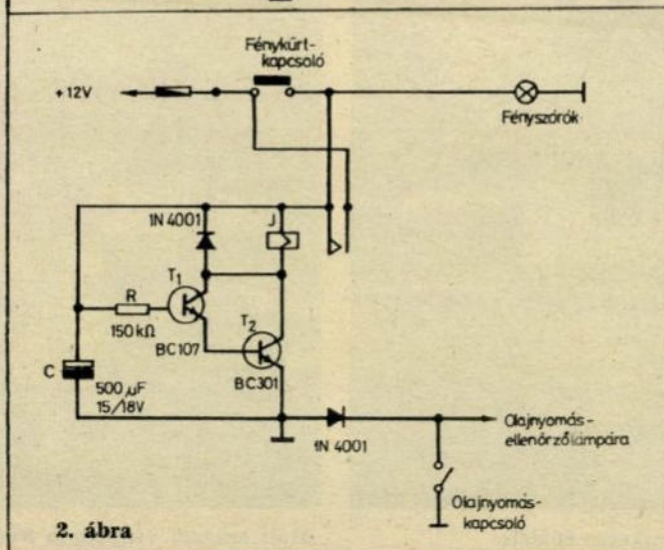 Fénykürt-
kapcsoló
+12V
Fényszórók
1N 4001
J
T1
R
150 kΩ
BC107
T2
BC301
C
500 µF
15/18V
1N 4001
Olajnyomás-
ellenőrzőlámpára
Olajnyomás-
kapcsoló
2. ábra